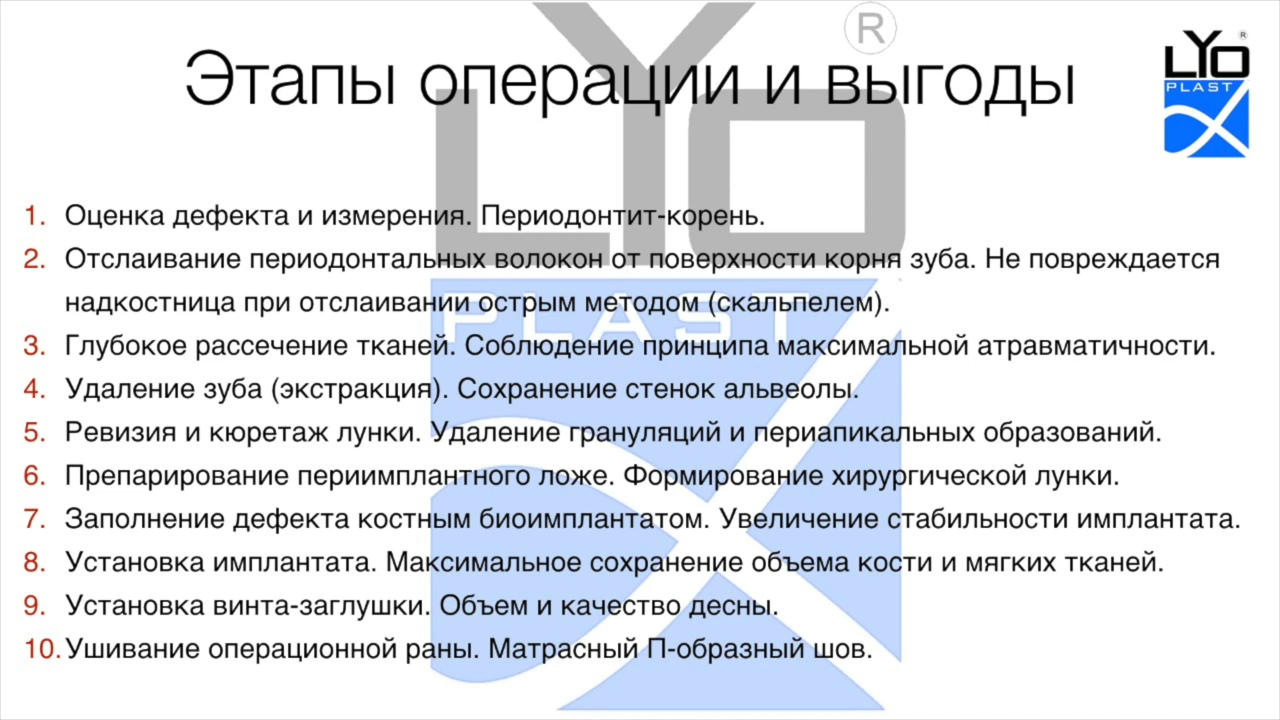 Этапы операции и выгоды
LYO
PLAST
®
LYO
PLAST
®
1. Оценка дефекта и измерения. Периодонтит-корень.
2. Отслаивание периодонтальных волокон от поверхности корня зуба. Не повреждается
надкостница при отслаивании острым методом (скальпелем).
3. Глубокое рассечение тканей. Соблюдение принципа максимальной атравматичности.
4. Удаление зуба (экстракция). Сохранение стенок альвеолы.
5. Ревизия и кюретаж лунки. Удаление грануляций и периапикальных образований.
6. Препарирование периимплантного ложе. Формирование хирургической лунки.
7. Заполнение дефекта костным биоимплантатом. Увеличение стабильности имплантата.
8. Установка имплантата. Максимальное сохранение объема кости и мягких тканей.
9. Установка винта-заглушки. Объем и качество десны.
10. Ушивание операционной раны. Матрасный П-образный шов.